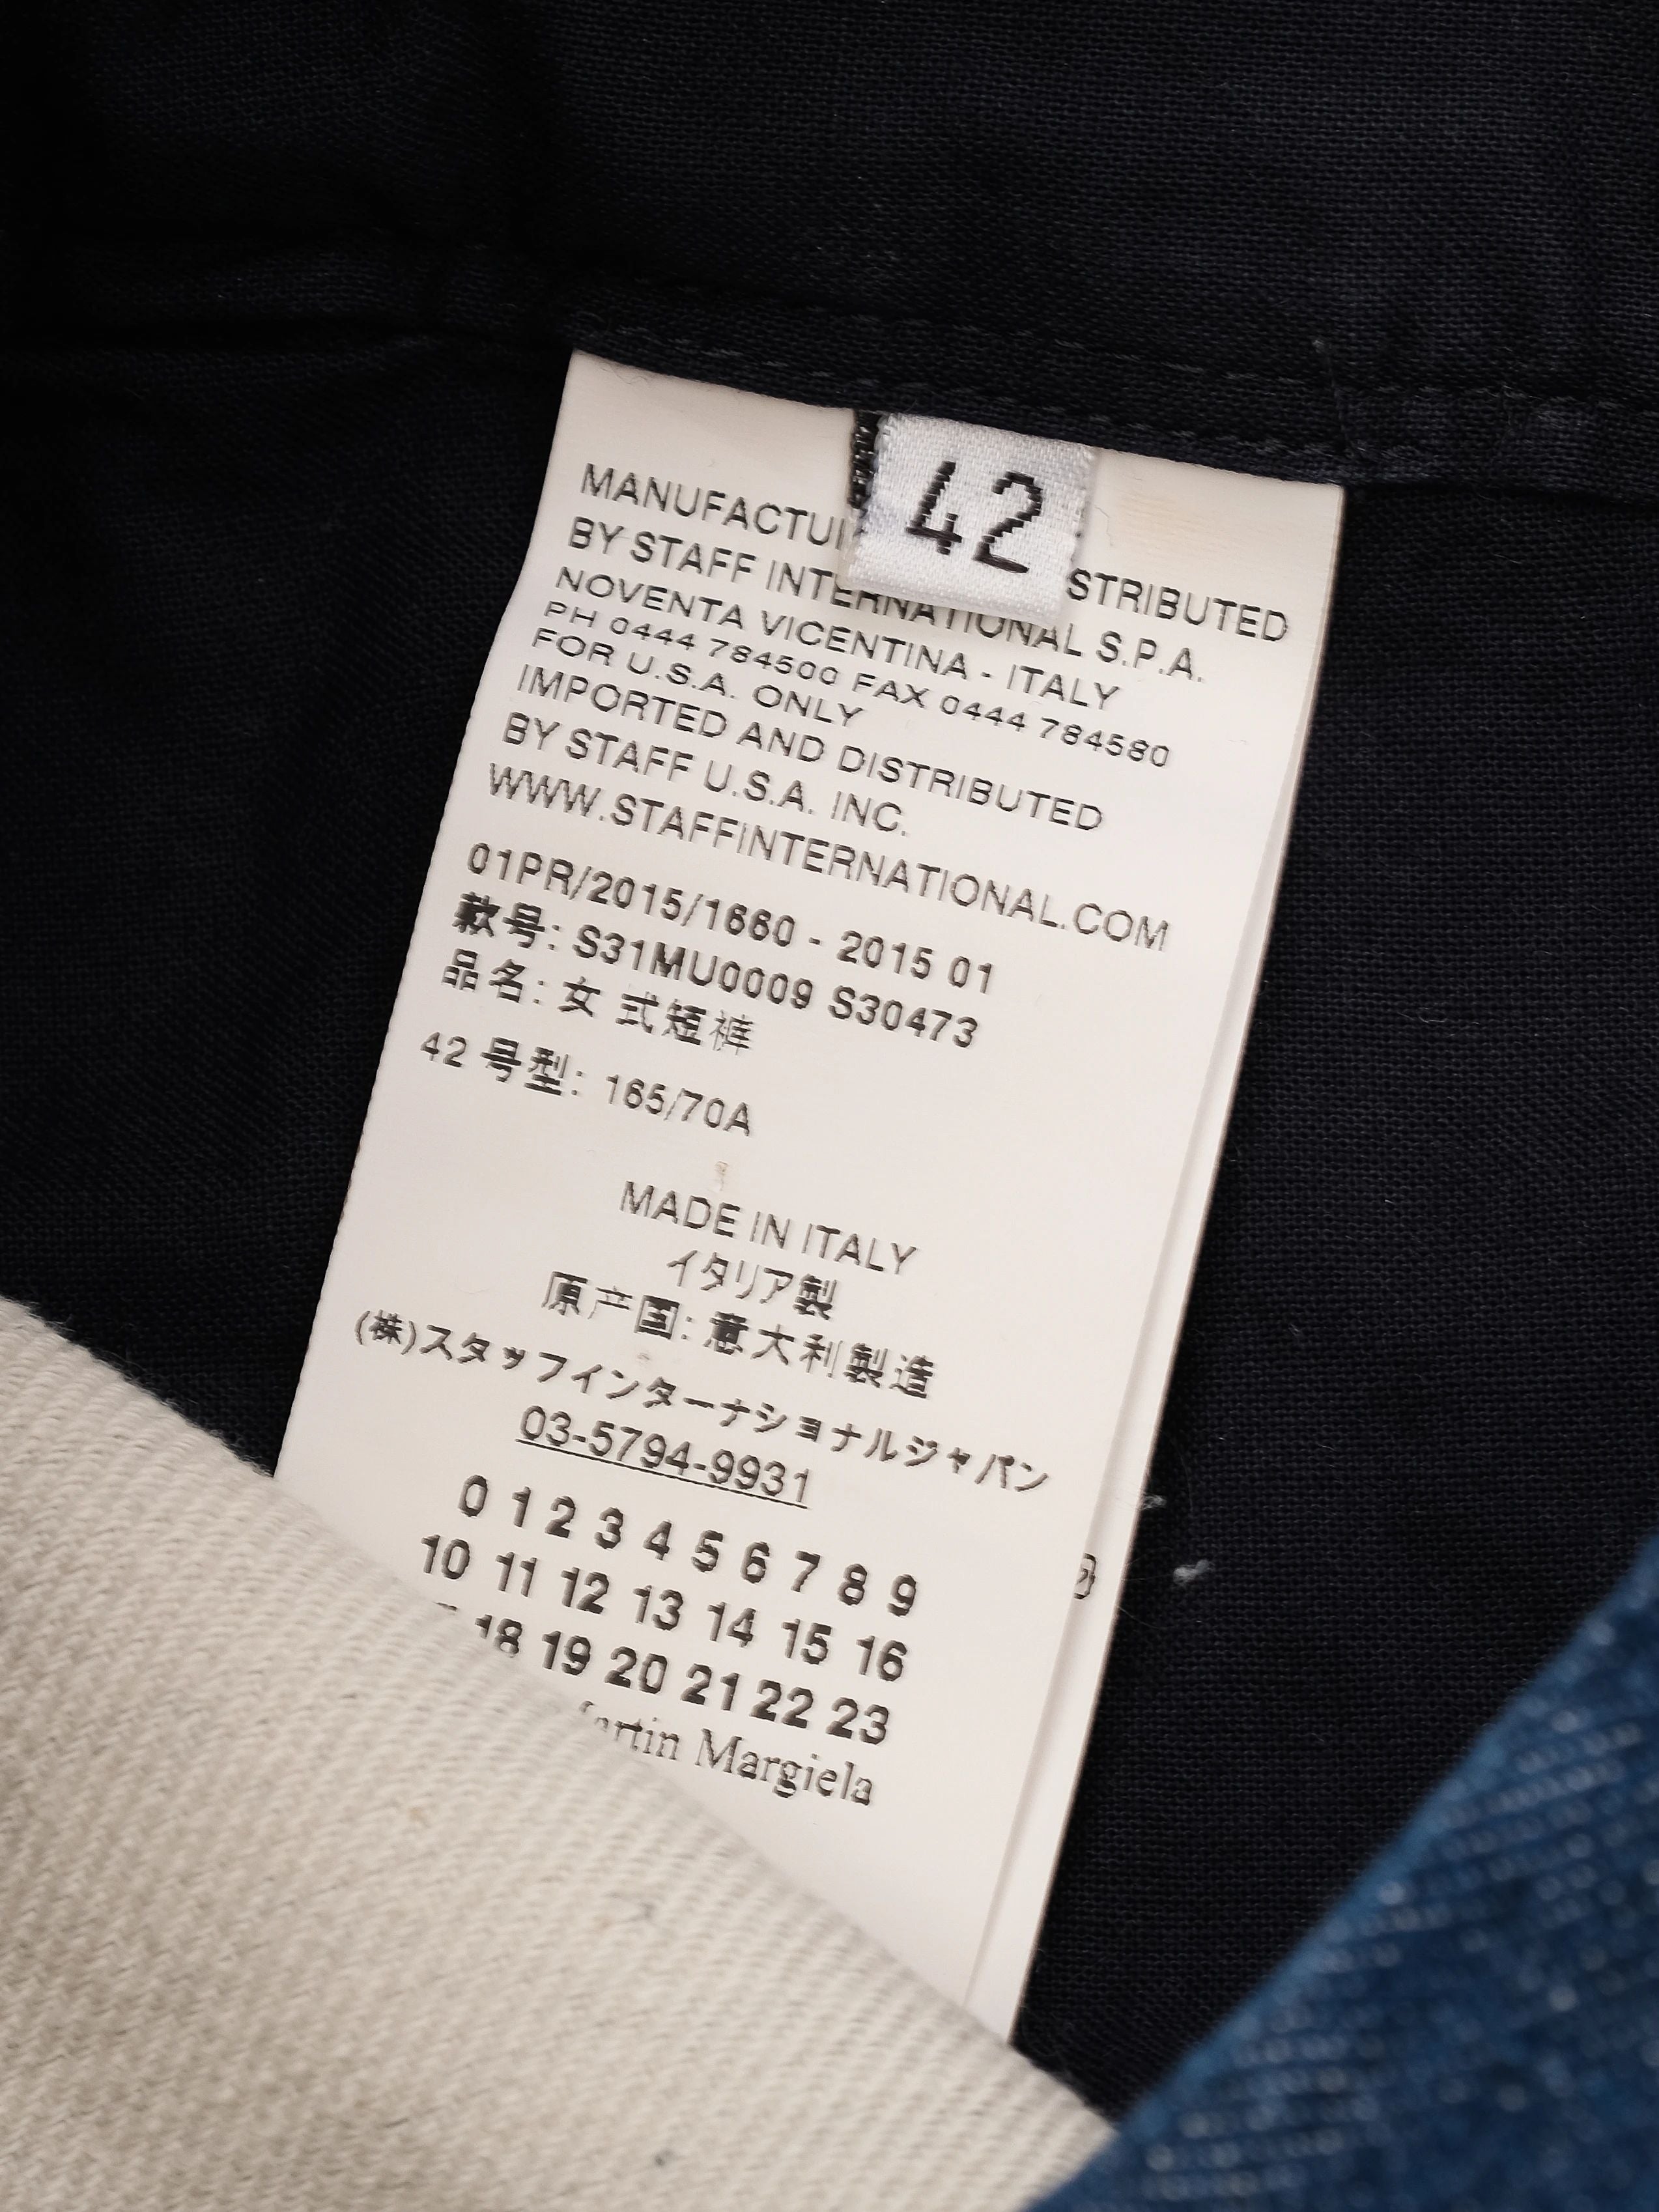 42
MANUFACTU STRIBUTED
BY STAFF INTERNATIONAL S.P.A.
NOVENTA VICENTINA - ITALY
PH 0444 784500 FAX 0444 784580
FOR U.S.A. ONLY
IMPORTED AND DISTRIBUTED
BY STAFF U.S.A. INC.
WWW.STAFFINTERNATIONAL.COM
01PR/2015/1660 - 2015 01
款号: S31MU0009 S30473
品名: 女式短裤
42 号型: 165/70A
MADE IN ITALY
イタリア製
原产国: 意大利製造
(株)スタッフインターナショナルジャパン
03-5794-9931
0 1 2 3 4 5 6 7 8 9
10 11 12 13 14 15 16
18 19 20 21 22 23
artin Margiela